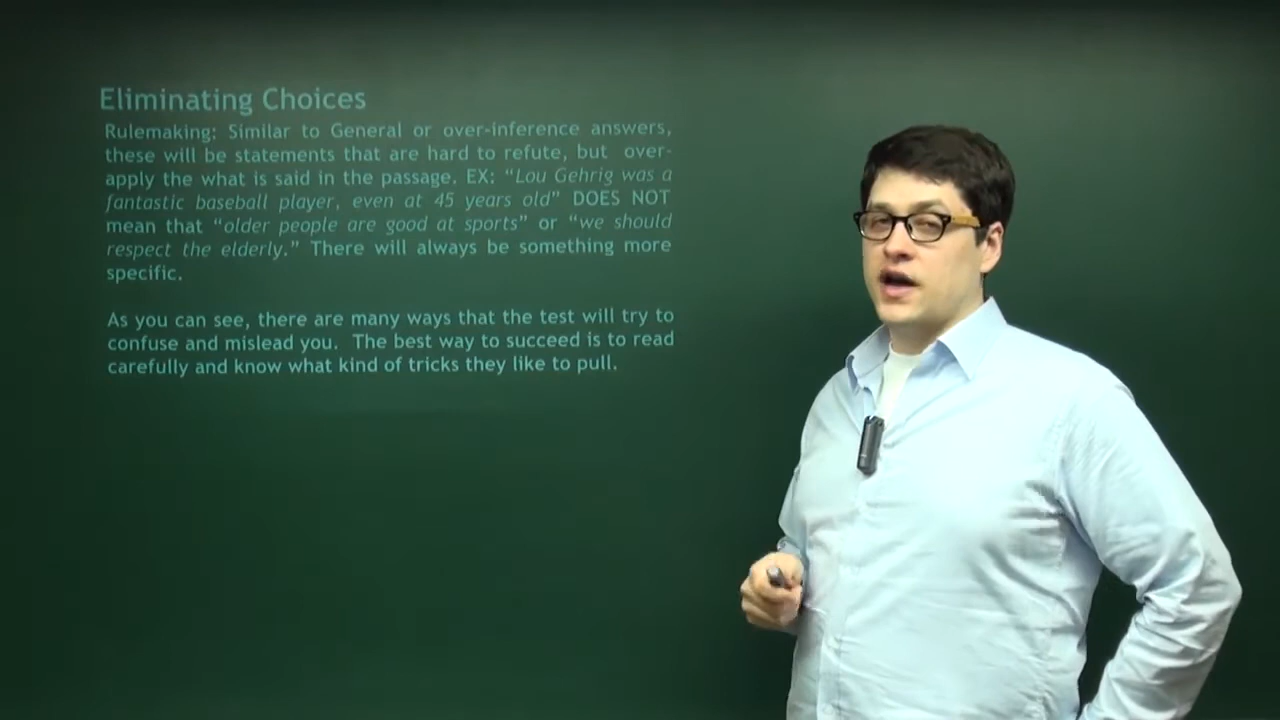 Eliminating Choices
Rulemaking: Similar to General or over-inference answers,
these will be statements that are hard to refute, but over-
apply the what is said in the passage. EX: “Lou Gehrig was a
fantastic baseball player, even at 45 years old” DOES NOT
mean that “older people are good at sports” or “we should
respect the elderly.” There will always be something more
specific.
As you can see, there are many ways that the test will try to
confuse and mislead you. The best way to succeed is to read
carefully and know what kind of tricks they like to pull.